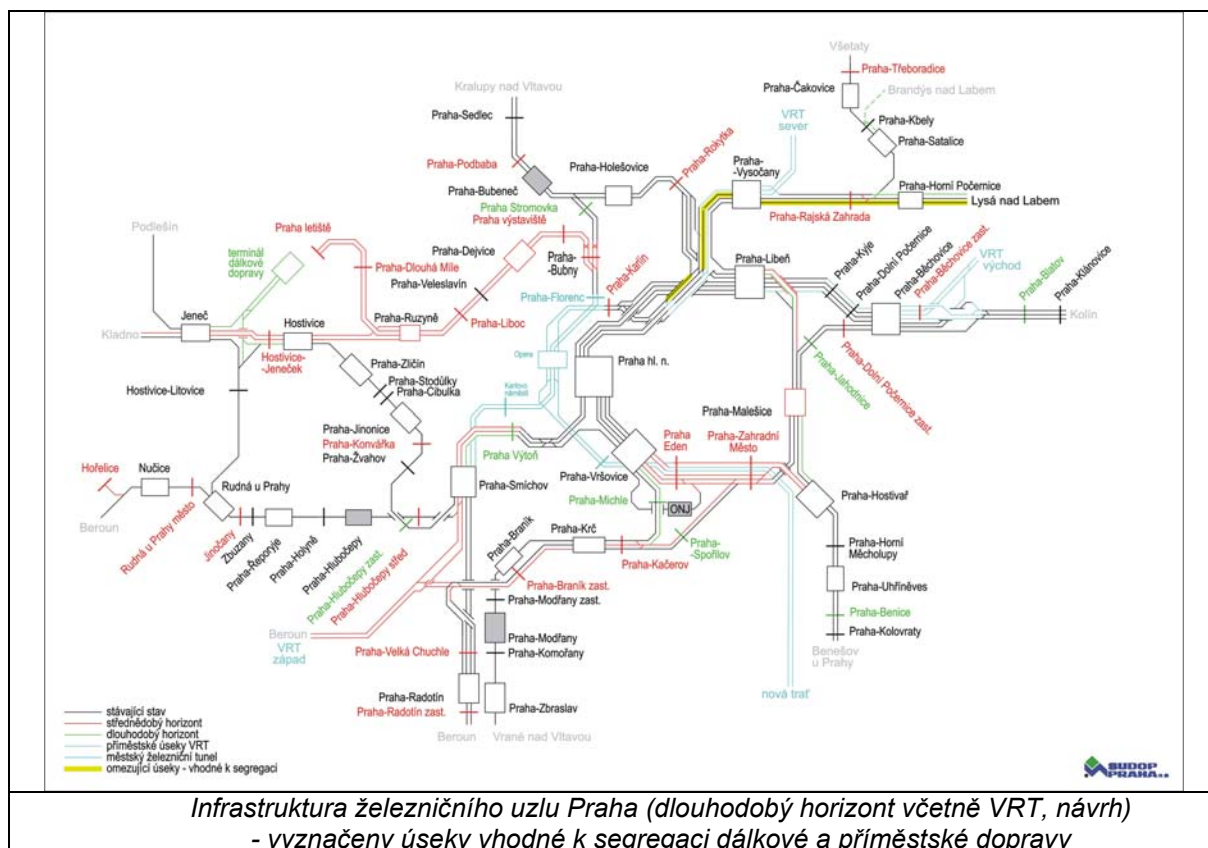 Všetaty
Praha-Třeboradice
Kralupy nad Vltavou
Praha-Čakovice
Brandýs nad Labem
Praha-Sedlec
VRT
sever
Praha-Kbely
Praha-Satalice
Praha-Rokytka
Praha-Podbaba
Praha-Holešovice
Praha-
-Vysočany
Praha-Bubeneč
Praha-Horní Počernice
Praha Stromovka
Praha výstaviště
Lysá nad Labem
Praha-Rajská Zahrada
Podlešín
Praha letiště
terminál
dálkové
dopravy
Praha-Dejvice
Praha-
-Bubny
Praha-Karlín
Praha-Libeň
Praha-Kyje
Praha-Dolní Počernice
Praha-Běchovice
Praha-Běchovice zast.
VRT
východ
Praha-Blatov
Praha-Klánovice
Praha-Dlouhá Míle
Praha-Veleslavín
Praha-Florenc
Kolín
Jeneč
Hostivice
Praha-Ruzyně
Praha-Liboc
Kladno
Hostivice-
-Jeneček
Praha-Zličín
Opera
Praha hl. n.
Praha-Jahodnice
Praha-Dolní Počernice zast.
Praha-Stodůlky
Praha-Cibulka
Karlovo
náměstí
Hostivice-Litovice
Praha-Malešice
Praha-Jinonice
Praha-Konvářka
Praha-Žvahov
Praha Výtoň
Praha
Eden
Praha-Zahradní
Město
Hořelice
Nučice
Rudná u Prahy
Praha-Smíchov
Praha-Vršovice
Praha-Michle
ONJ
Praha-Hostivař
Beroun
Rudná u Prahy město
Jinočany
Zbuzany
Praha-Řeporyje
Praha-Holyně
Praha-Hlubočepy
Praha-Hlubočepy zast.
Praha-Hlubočepy střed
Praha-Braník
Praha-Krč
Praha-
-Spořilov
Praha-Kačerov
Praha-Horní
Měcholupy
Praha-Braník zast.
Praha-Uhříněves
Praha-Modřany zast.
Praha-Benice
Beroun
VRT
západ
Praha-Modřany
Praha-Kolovraty
Praha-Velká Chuchle
Praha-Komořany
Benešov
u Prahy
Praha-Radotín
nová trať
Praha-Radotín zast.
Praha-Zbraslav
Beroun
Vrané nad Vltavou
stávající stav
střednědobý horizont
dlouhodobý horizont
příměstské úseky VRT
městský železniční tunel
omezující úseky - vhodné k segregaci
SUDOP
PRAHA a.s.
Infrastruktura železničního uzlu Praha (dlouhodobý horizont včetně VRT, návrh)
- vyznačeny úseky vhodné k segregaci dálkové a příměstské dopravy